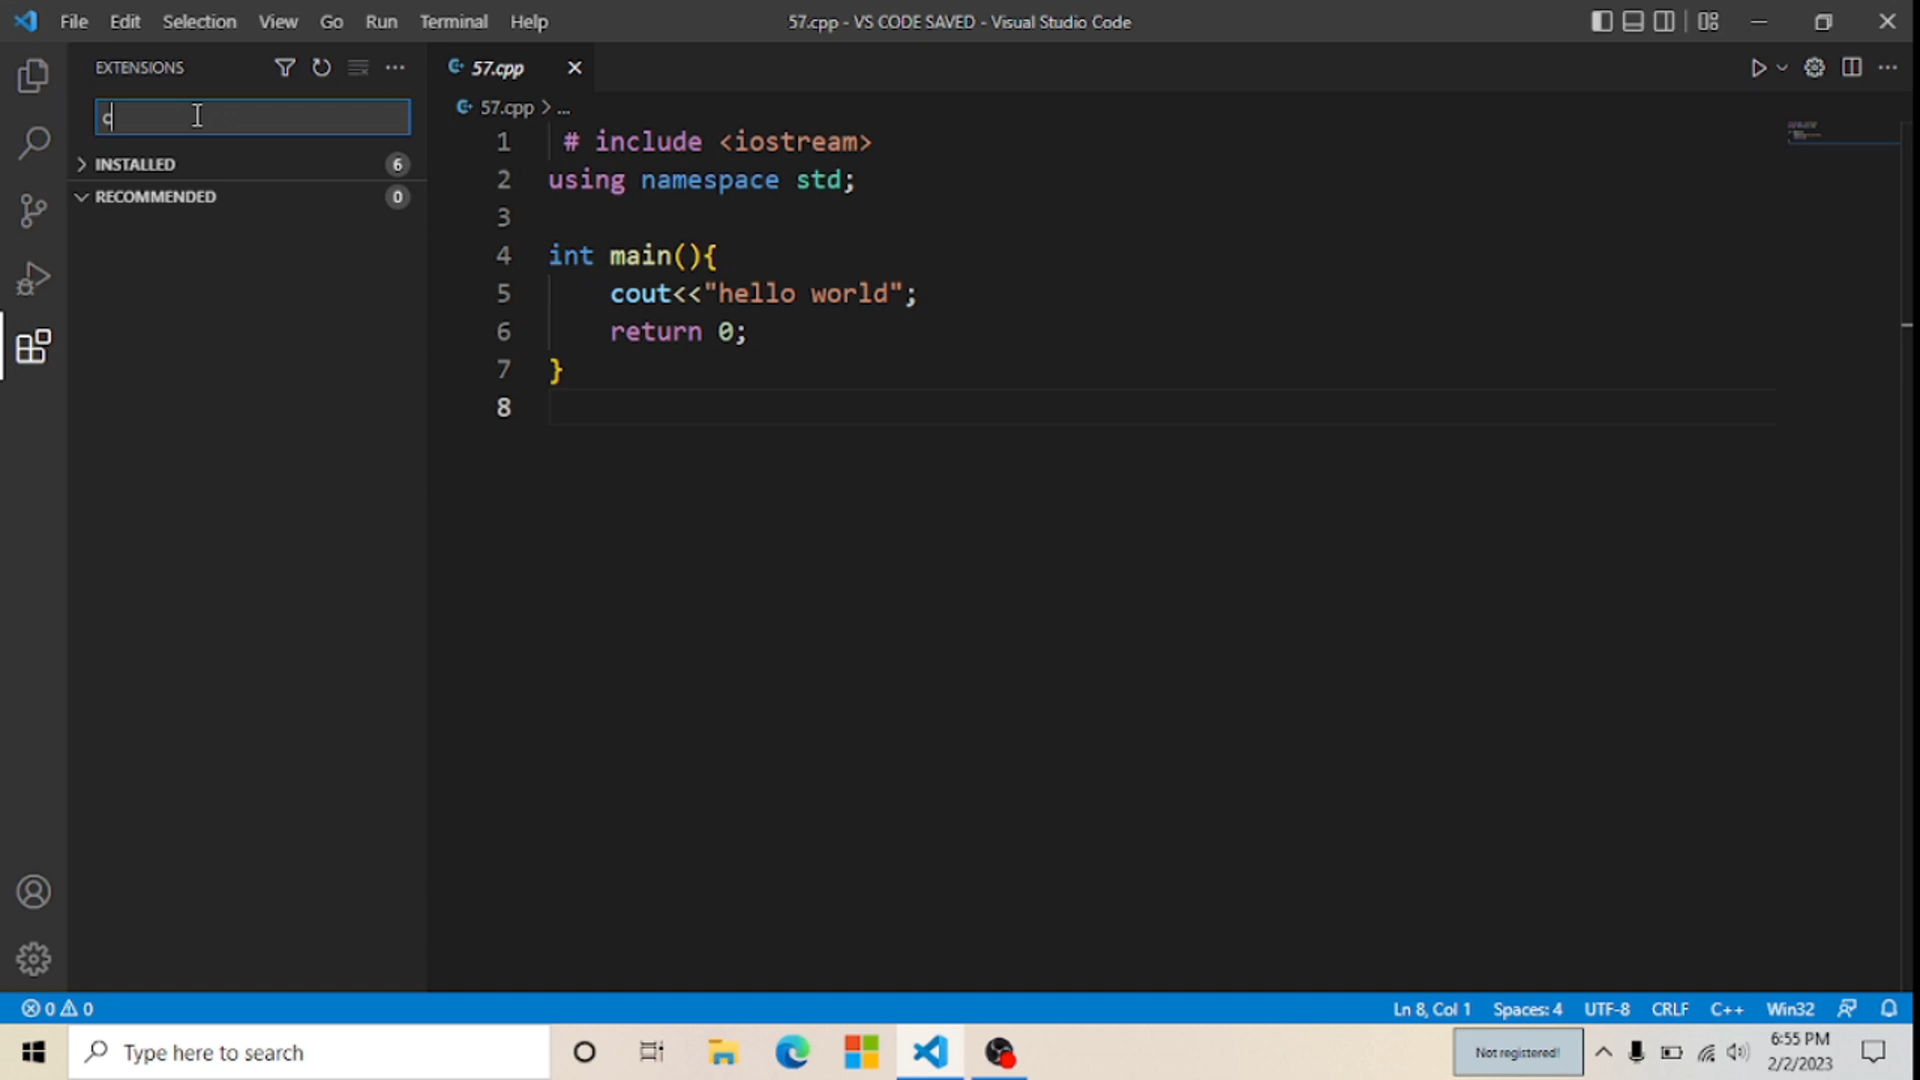 File Edit Selection View Go Run Terminal Help
57.cpp - VS CODE SAVED - Visual Studio Code
EXTENSIONS
57.cpp
c
57.cpp > ...
INSTALLED 6
RECOMMENDED 0
1 # include <iostream>
2 using namespace std;
3
4 int main(){
5 cout<<"hello world";
6 return 0;
7 }
8
0 0
Ln 8, Col 1 Spaces: 4 UTF-8 CRLF C++ Win32
Type here to search
Not registered!
6:55 PM
2/2/2023